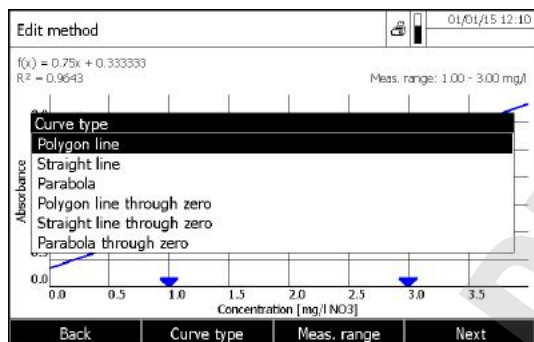 Edit method
01/01/15 12:10
f(x) = 0.75x + 0.333333
R² = 0.9643
Meas. range: 1.00 - 3.00 mg/l
Curve type
Polygon line
Straight line
Parabola
Polygon line through zero
Straight line through zero
Parabola through zero
Absorbance
0.0
0.0 0.5 1.0 1.5 2.0 2.5 3.0 3.5
Concentration [mg/l NO3]
Back Curve type Meas. range Next